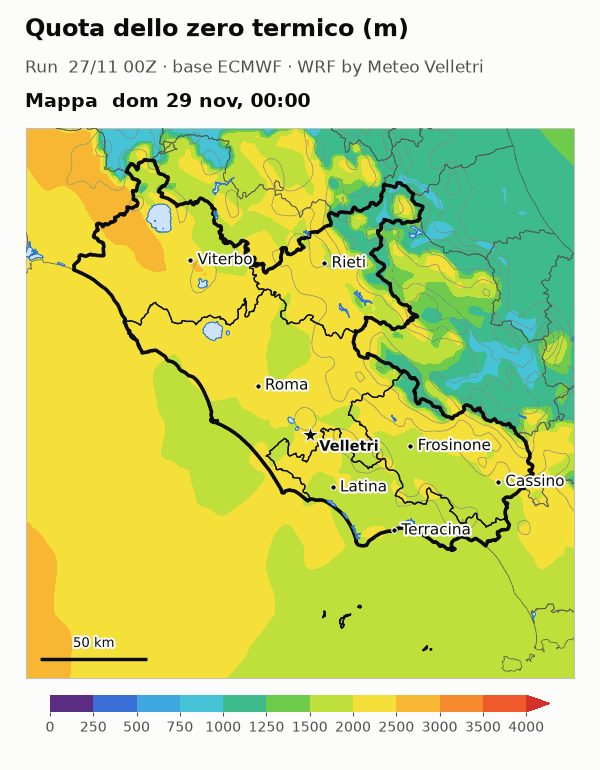 Quota dello zero termico (m)
Run 27/11 00Z · base ECMWF · WRF by Meteo Velletri
Mappa dom 29 nov, 00:00
Viterbo
Rieti
Roma
Velletri
Frosinone
Latina
Cassino
Terracina
50 km
0 250 500 750 1000 1250 1500 2000 2500 3000 3500 4000